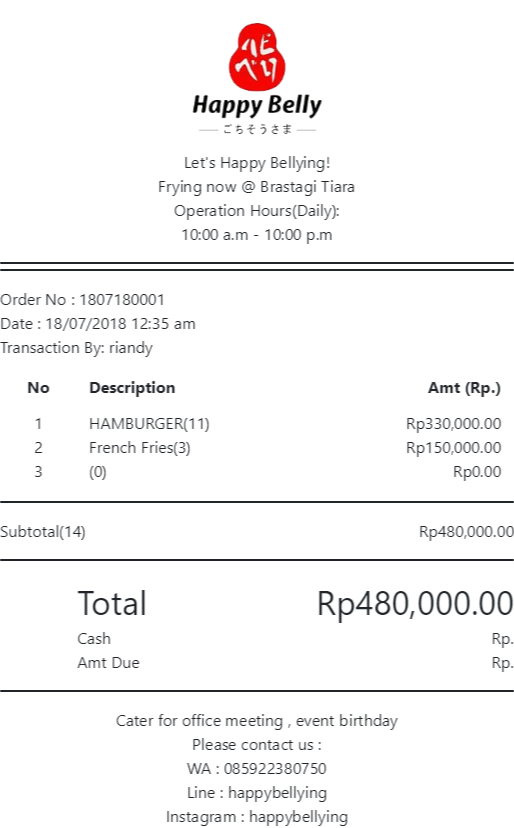 ハピ
べり
Happy Belly
ごちそうさま
Let's Happy Bellying!
Frying now @ Brastagi Tiara
Operation Hours(Daily):
10:00 a.m - 10:00 p.m
Order No : 1807180001
Date : 18/07/2018 12:35 am
Transaction By: riandy
No Description Amt (Rp.)
1 HAMBURGER(11) Rp330,000.00
2 French Fries(3) Rp150,000.00
3 (0) Rp0.00
Subtotal(14) Rp480,000.00
Total Rp480,000.00
Cash Rp.
Amt Due Rp.
Cater for office meeting , event birthday
Please contact us :
WA : 085922380750
Line : happybellying
Instagram : happybellying